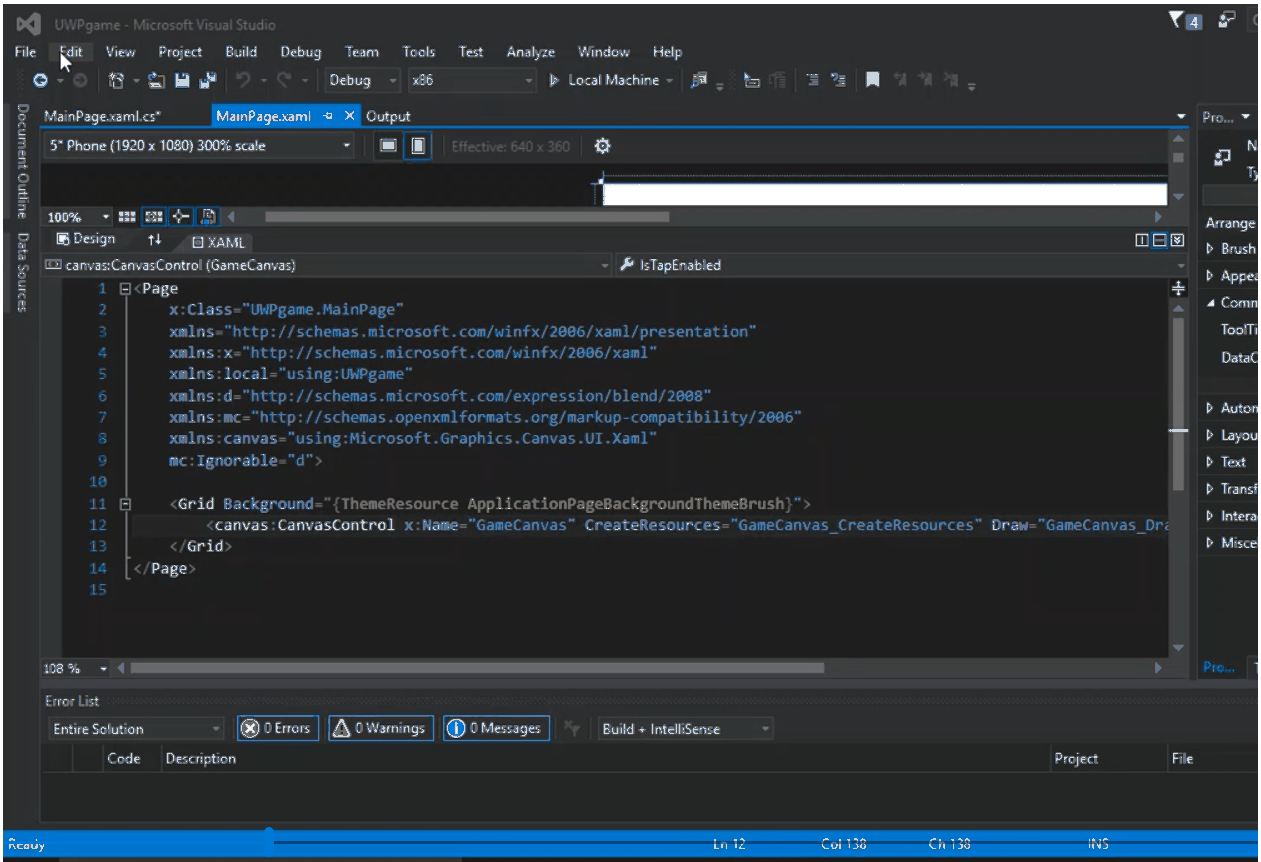 UWPgame - Microsoft Visual Studio
4
File Edit View Project Build Debug Team Tools Test Analyze Window Help
Debug x86 Local Machine
Document Outline
Data Sources
MainPage.xaml.cs* MainPage.xaml Output
Pro...
5" Phone (1920 x 1080) 300% scale Effective: 640 x 360
100%
Design XAML
canvas:CanvasControl (GameCanvas) IsTapEnabled
1 <Page
2 x:Class="UWPgame.MainPage"
3 xmlns="http://schemas.microsoft.com/winfx/2006/xaml/presentation"
4 xmlns:x="http://schemas.microsoft.com/winfx/2006/xaml"
5 xmlns:local="using:UWPgame"
6 xmlns:d="http://schemas.microsoft.com/expression/blend/2008"
7 xmlns:mc="http://schemas.openxmlformats.org/markup-compatibility/2006"
8 xmlns:canvas="using:Microsoft.Graphics.Canvas.UI.Xaml"
9 mc:Ignorable="d">
10
11 <Grid Background="{ThemeResource ApplicationPageBackgroundThemeBrush}">
12 <canvas:CanvasControl x:Name="GameCanvas" CreateResources="GameCanvas_CreateResources" Draw="GameCanvas_Dra
13 </Grid>
14 </Page>
15
108 %
N
Ty
Arrange
Brush
Appea
Comm
ToolTi
DataC
Autom
Layou
Text
Transf
Intera
Misce
Pro...
Error List
Entire Solution 0 Errors 0 Warnings 0 Messages Build + IntelliSense
Code Description Project File
Ready Ln 12 Col 138 Ch 138 INS